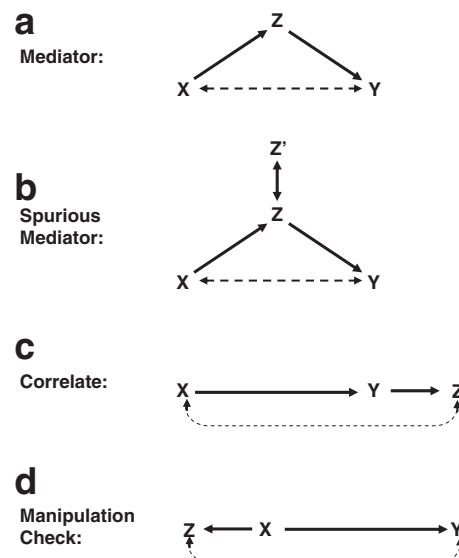 a
Mediator:
Z
X Y
b
Spurious
Mediator:
Z'
Z
X Y
c
Correlate:
X Y Z
d
Manipulation
Check:
Z X Y